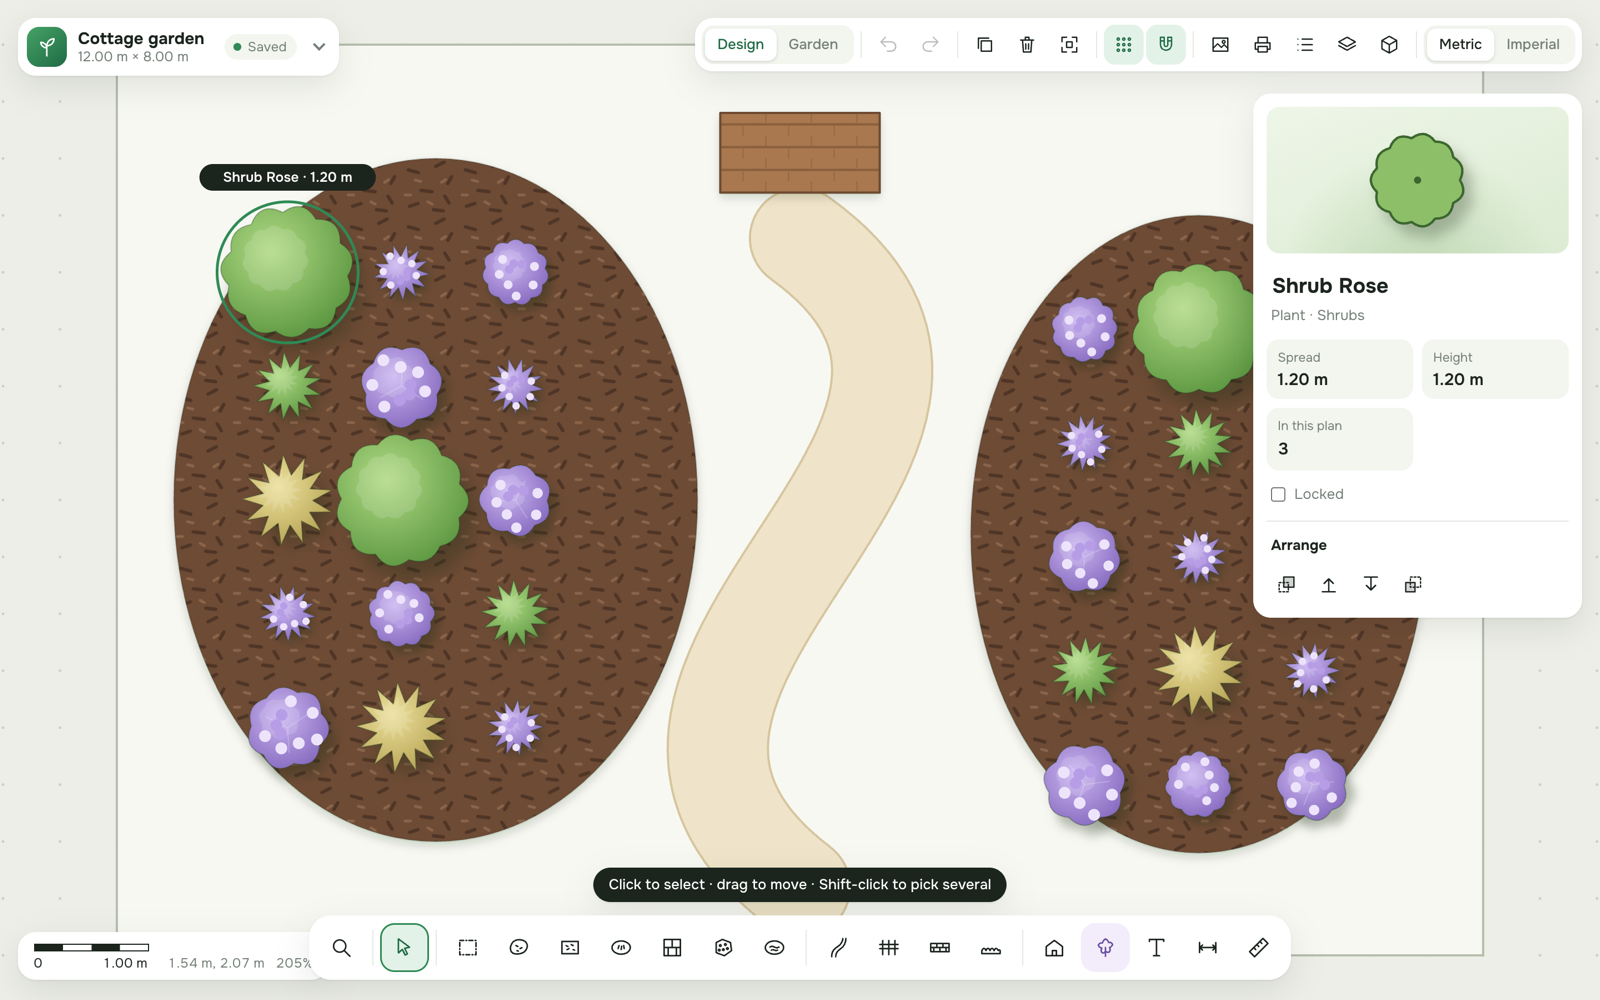 Cottage garden
12.00 m × 8.00 m
Saved
Design
Garden
Metric
Imperial
Shrub Rose · 1.20 m
Shrub Rose
Plant · Shrubs
Spread
1.20 m
Height
1.20 m
In this plan
3
Locked
Arrange
Click to select · drag to move · Shift-click to pick several
0
1.00 m
1.54 m, 2.07 m
205%